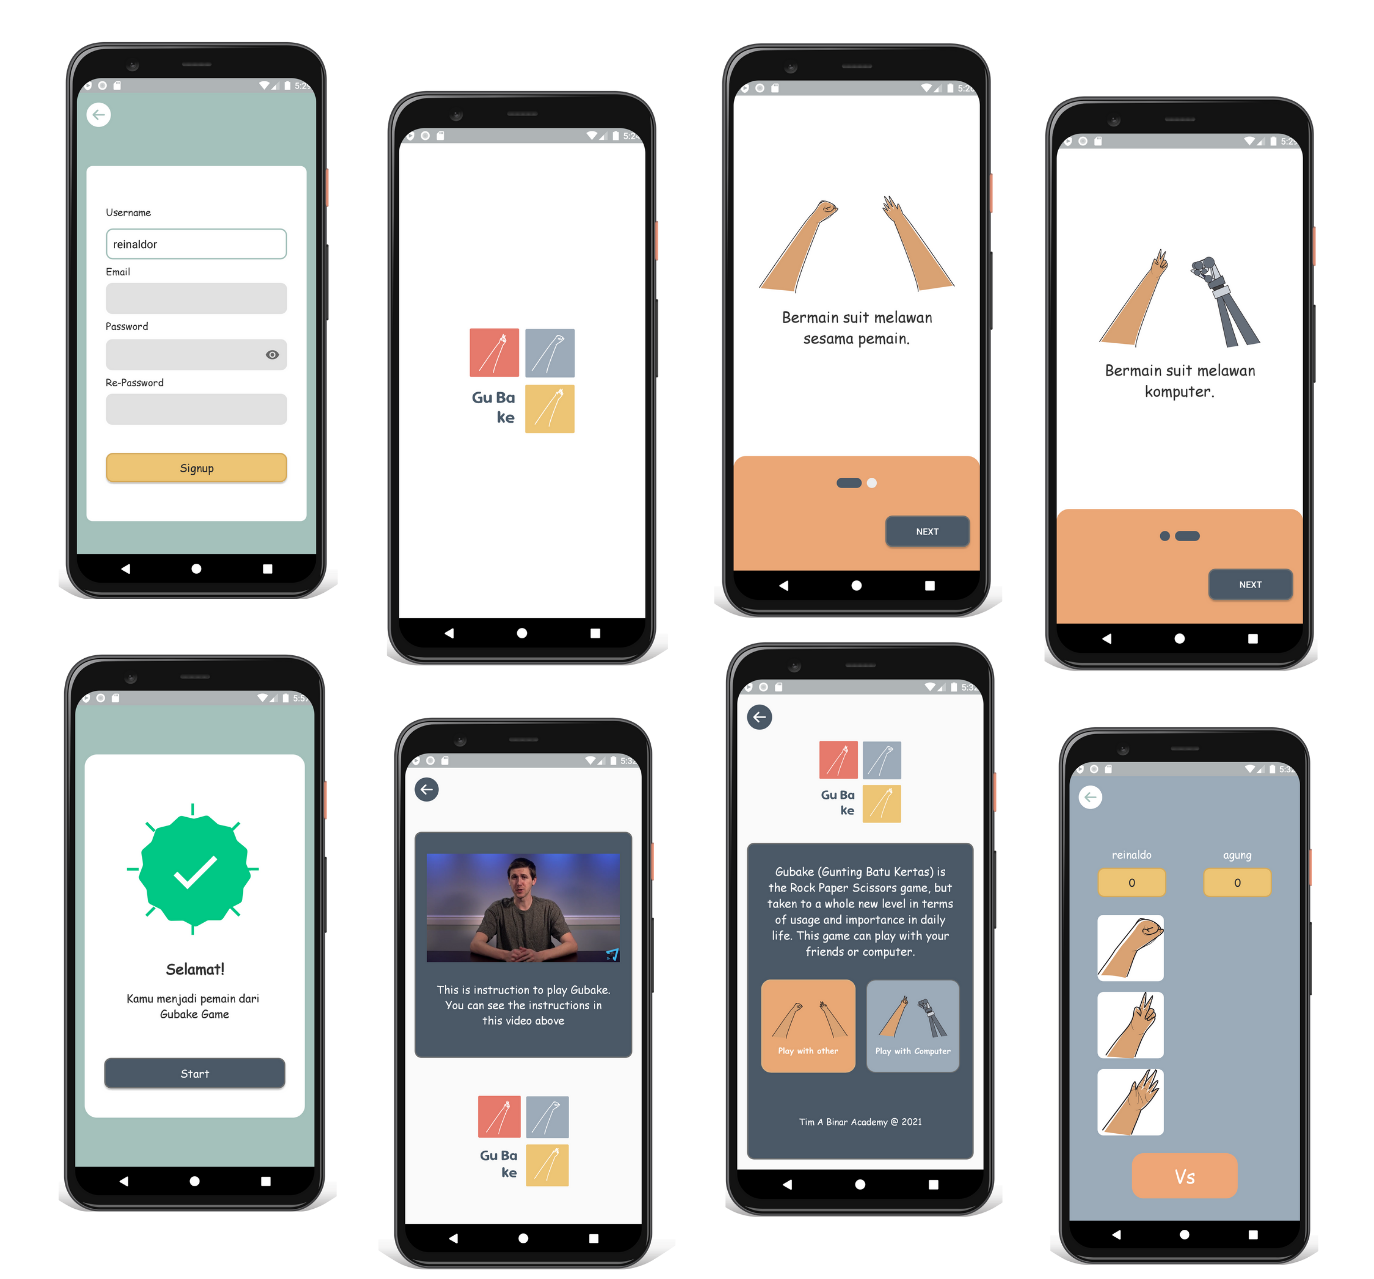 Username
reinaldor
Email
Password
Re-Password
Signup
Gu Ba
ke
Bermain suit melawan
sesama pemain.
NEXT
Bermain suit melawan
komputer.
NEXT
Selamat!
Kamu menjadi pemain dari
Gubake Game
Start
This is instruction to play Gubake.
You can see the instructions in
this video above
Gu Ba
ke
Gu Ba
ke
Gubake (Gunting Batu Kertas) is
the Rock Paper Scissors game, but
taken to a whole new level in terms
of usage and importance in daily
life. This game can play with your
friends or computer.
Play with other
Play with Computer
Tim A Binar Academy @ 2021
reinaldo
agung
0
0
Vs